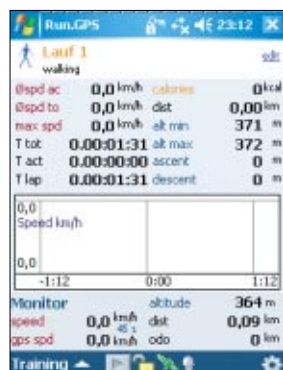 Run.GPS 23:12
Lauf 1 edit
walking
Øspd ac 0,0 km/h calories 0 kcal
Øspd to 0,0 km/h dist 0,00 km
max spd 0,0 km/h alt min 371 m
T tot 0.00:01:31 alt max 372 m
T act 0.00:00:00 ascent 0 m
T lap 0.00:01:31 descent 0 m
0,0
Speed km/h
0,0
-1:12 0:00 1:12
Monitor altitude 364 m
speed 0,0 km/h dist 0,09 km
45 s
gps spd 0,0 km/h odo 0 km
Training